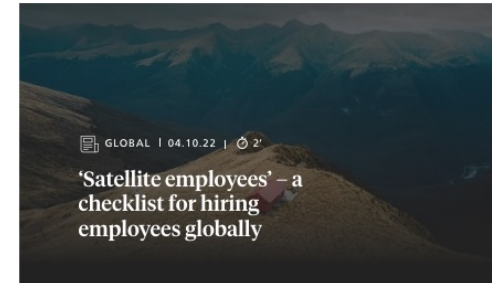 GLOBAL | 04.10.22 | 2'
‘Satellite employees’ – a
checklist for hiring
employees globally